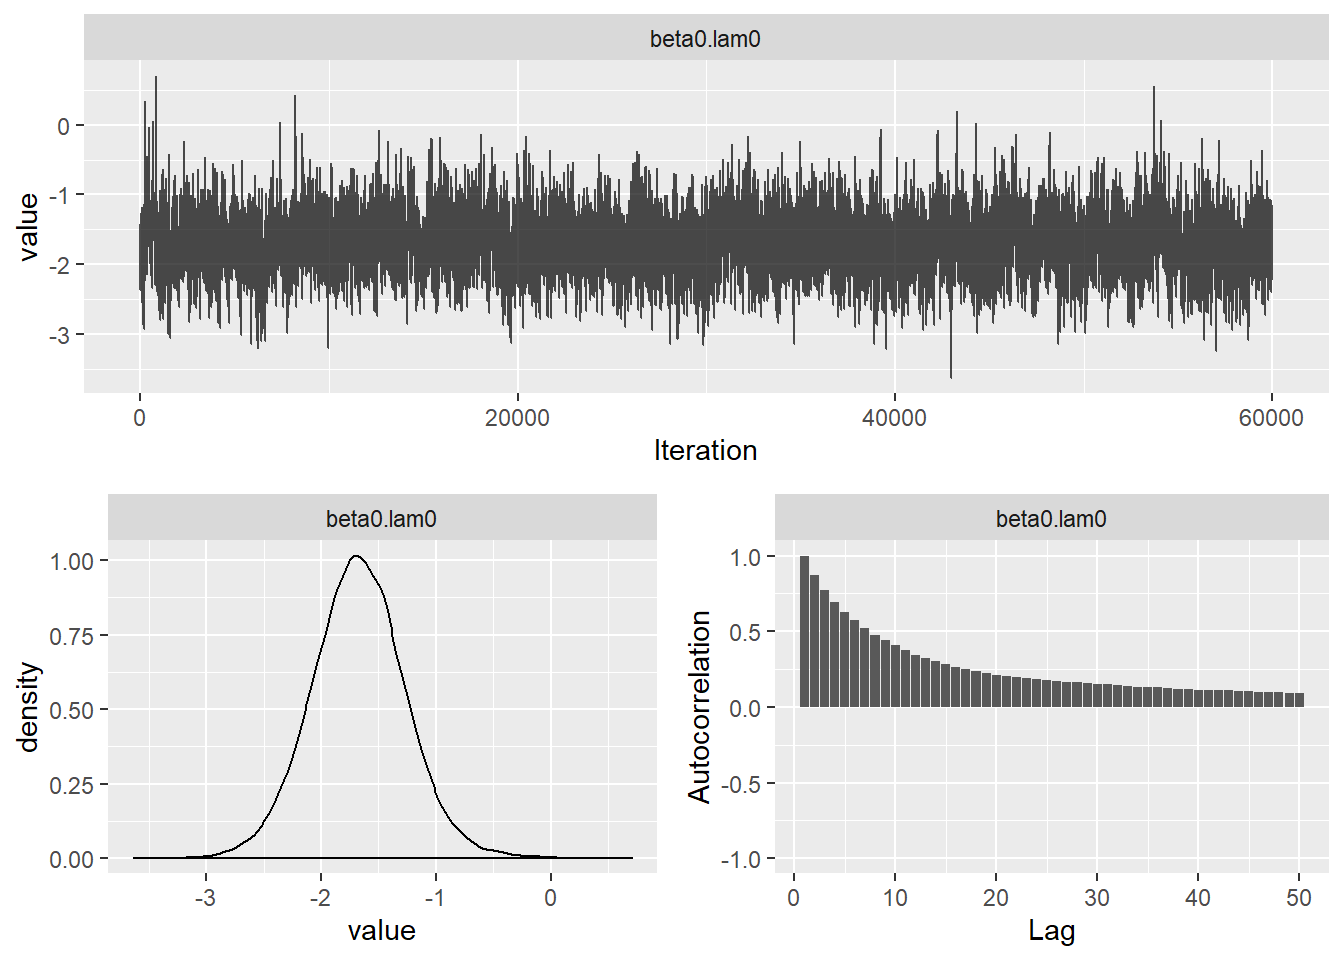 beta0.lam0
value
0
-1
-2
-3
0 20000 40000 60000
Iteration
beta0.lam0
density
1.00
0.75
0.50
0.25
0.00
-3 -2 -1 0
value
beta0.lam0
Autocorrelation
1.0
0.5
0.0
-0.5
-1.0
0 10 20 30 40 50
Lag